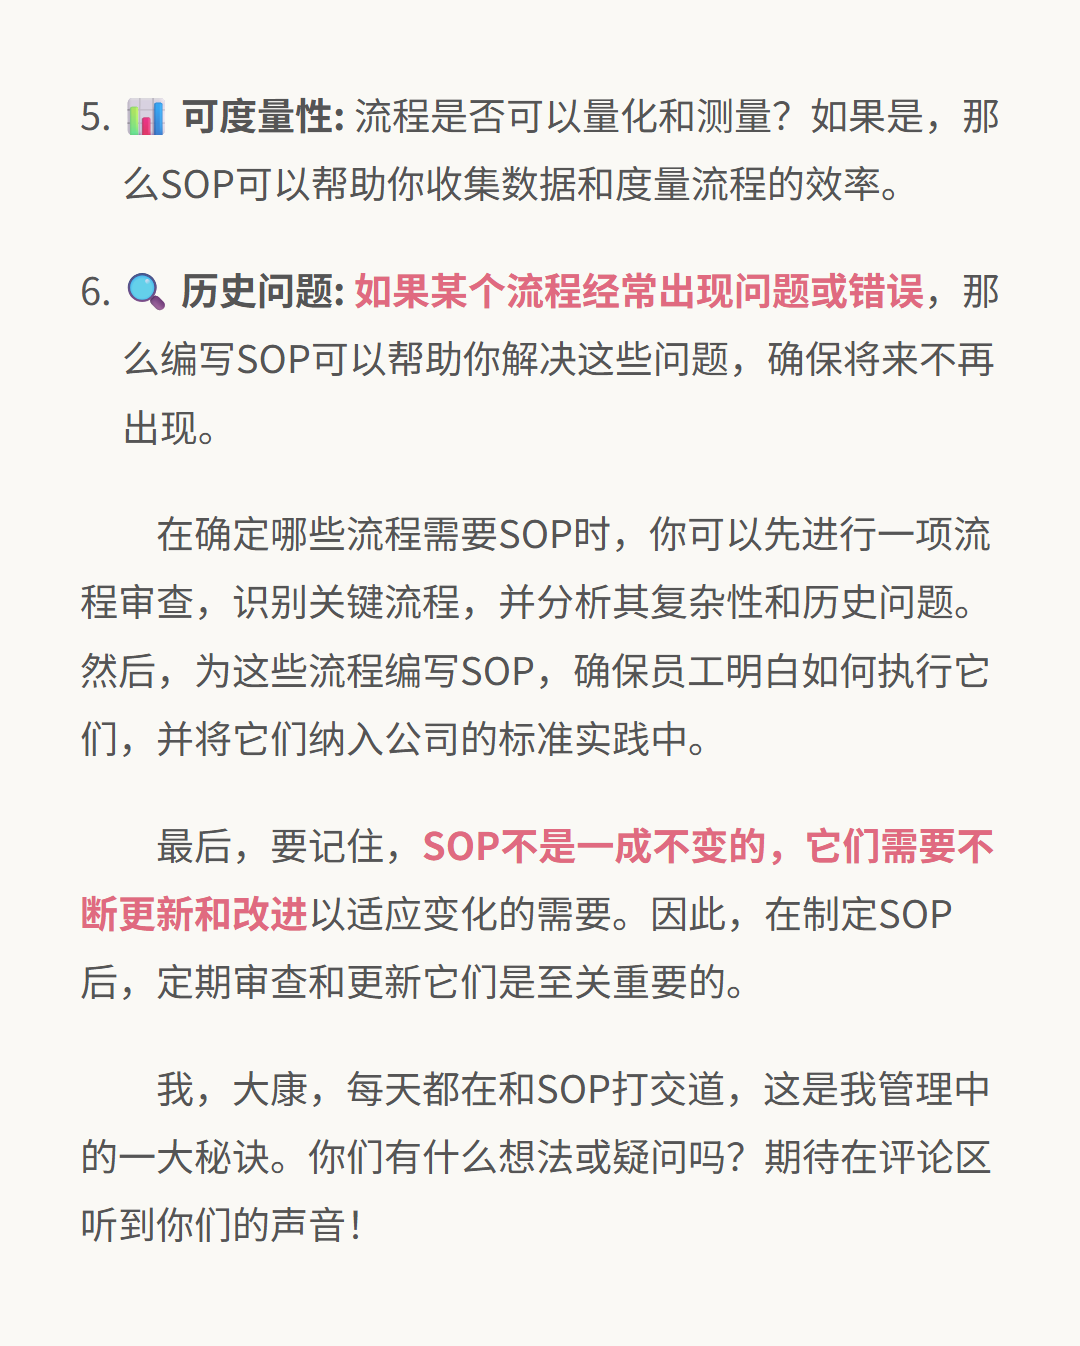 5. 📊 可度量性: 流程是否可以量化和测量？如果是，那
么SOP可以帮助你收集数据和度量流程的效率。
6. 🔍 历史问题: 如果某个流程经常出现问题或错误，那
么编写SOP可以帮助你解决这些问题，确保将来不再
出现。
在确定哪些流程需要SOP时，你可以先进行一项流
程审查，识别关键流程，并分析其复杂性和历史问题。
然后，为这些流程编写SOP，确保员工明白如何执行它
们，并将它们纳入公司的标准实践中。
最后，要记住，SOP不是一成不变的，它们需要不
断更新和改进以适应变化的需要。因此，在制定SOP
后，定期审查和更新它们是至关重要的。
我，大康，每天都在和SOP打交道，这是我管理中
的一大秘诀。你们有什么想法或疑问吗？期待在评论区
听到你们的声音！